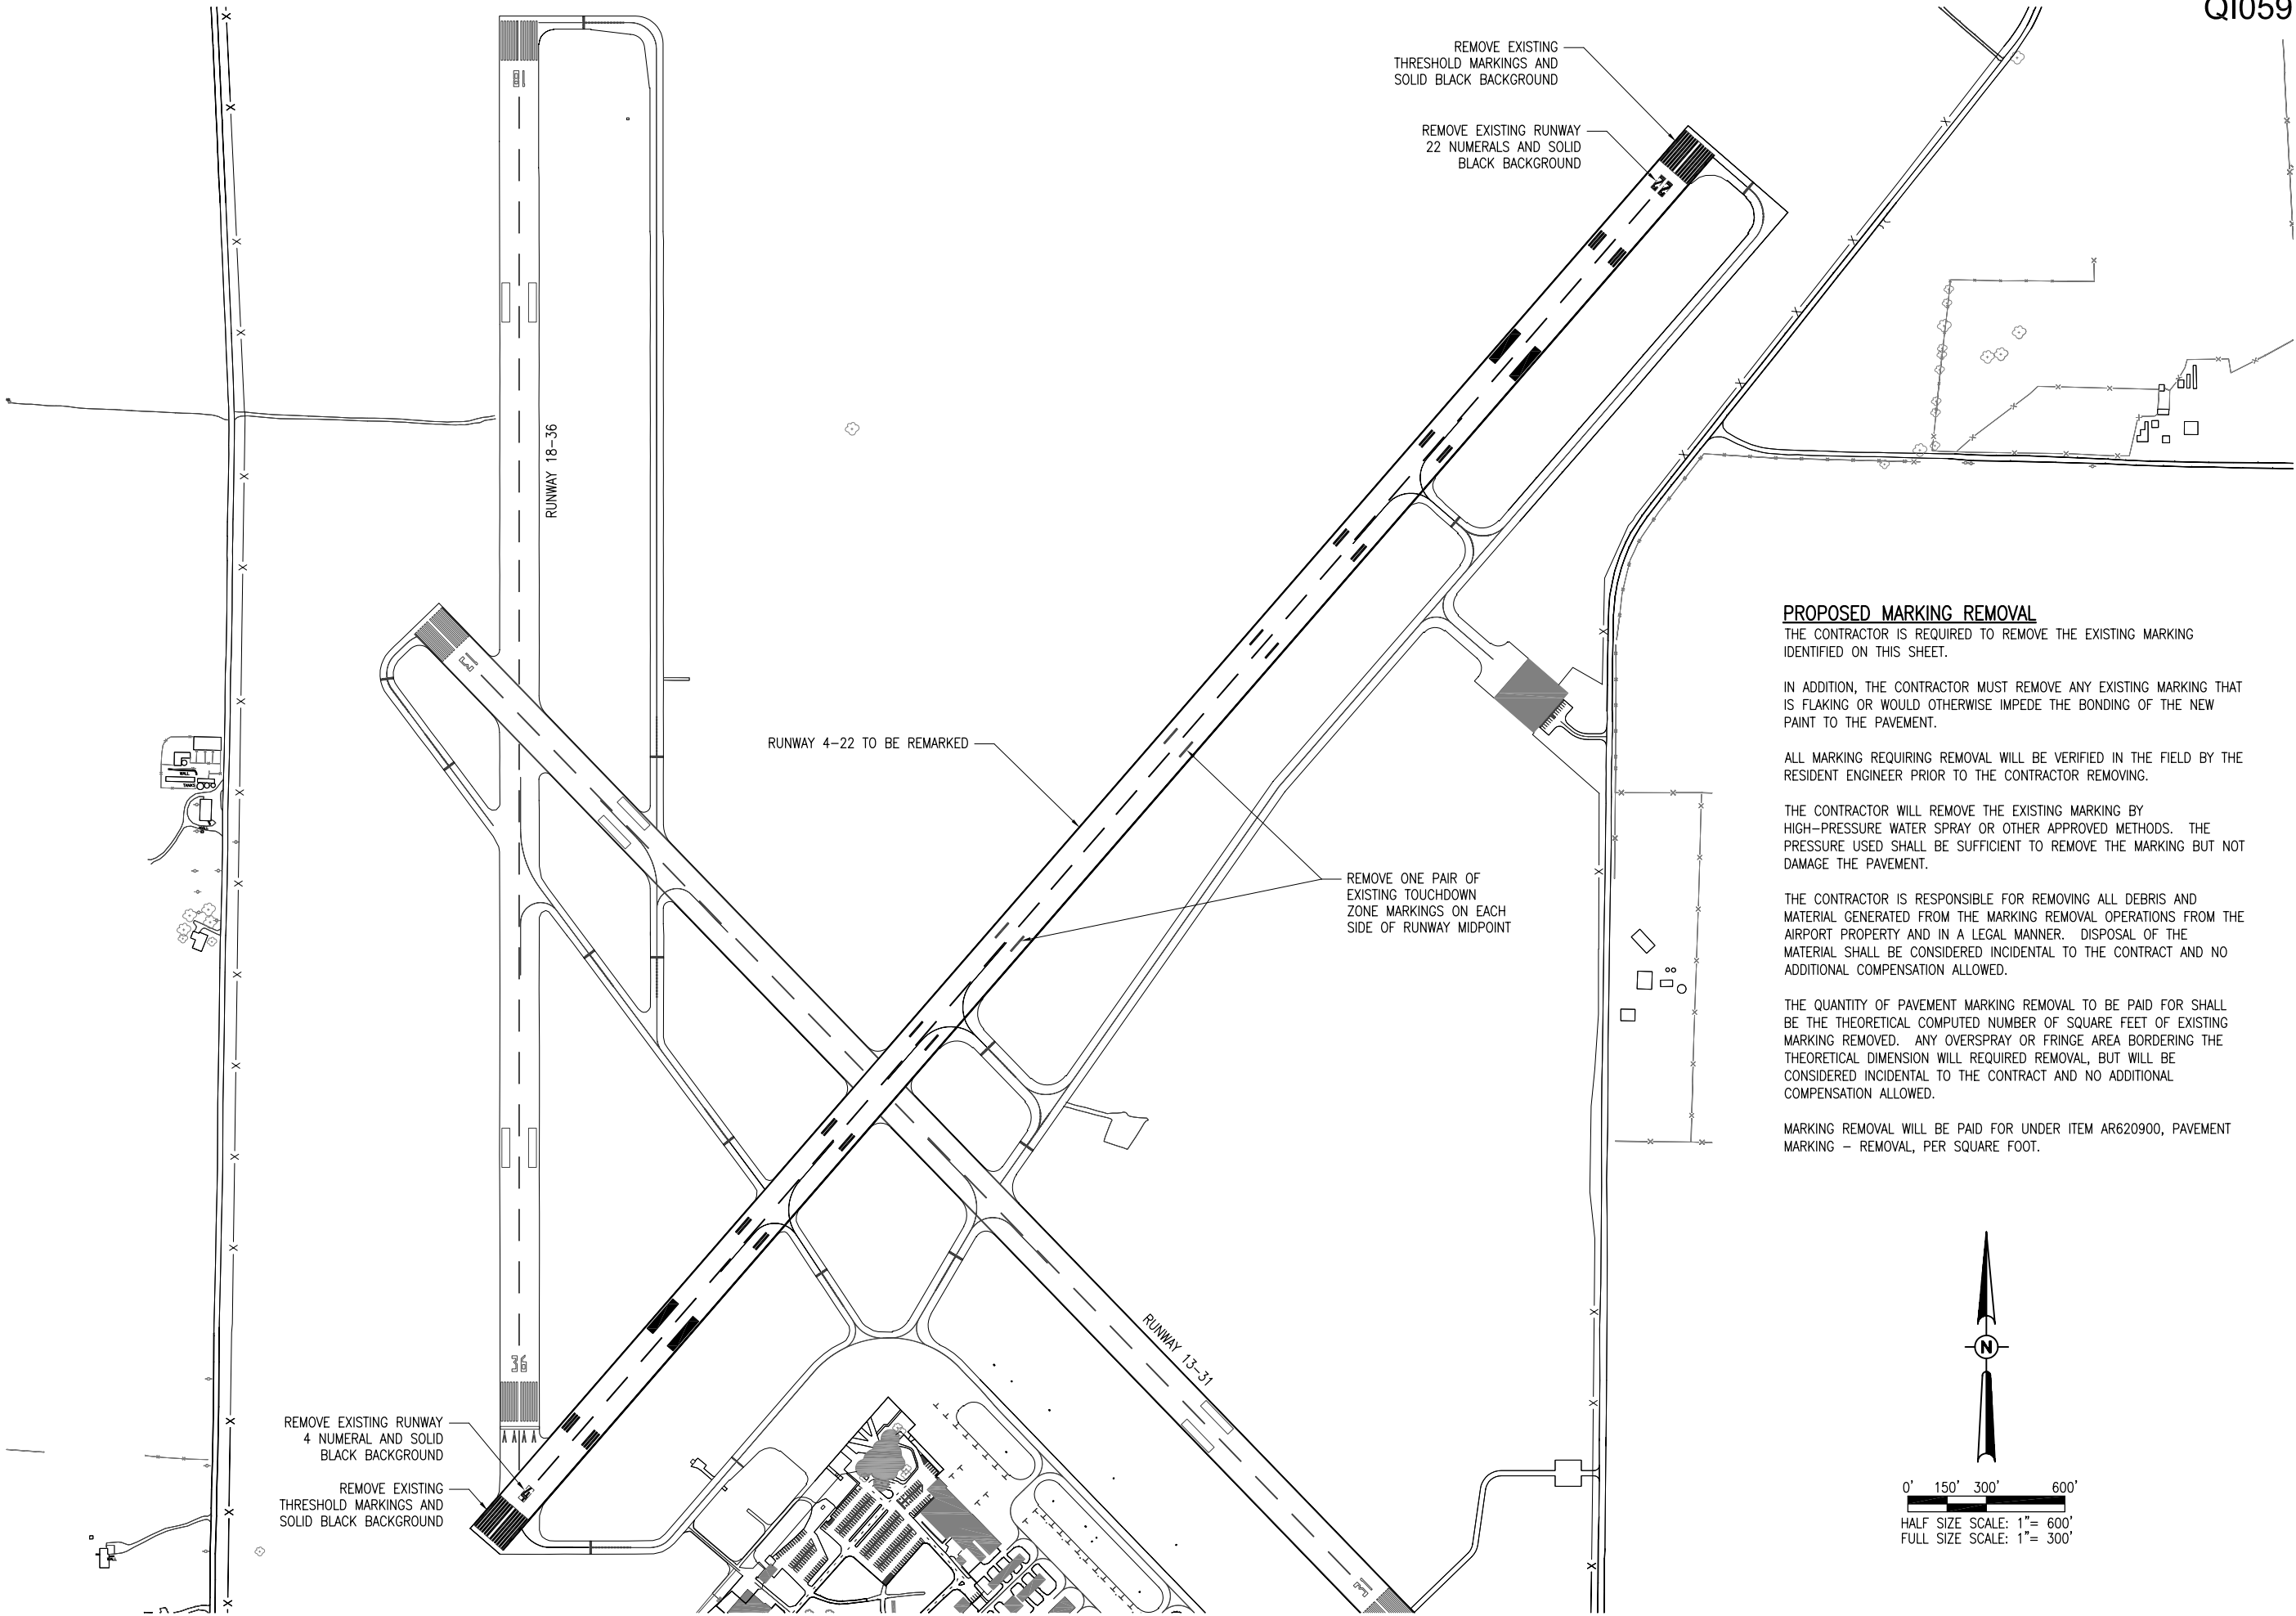 QI059
REMOVE EXISTING
THRESHOLD MARKINGS AND
SOLID BLACK BACKGROUND
REMOVE EXISTING RUNWAY
22 NUMERALS AND SOLID
BLACK BACKGROUND
18
22
RUNWAY 18-36
13
RUNWAY 4-22 TO BE REMARKED
REMOVE ONE PAIR OF
EXISTING TOUCHDOWN
ZONE MARKINGS ON EACH
SIDE OF RUNWAY MIDPOINT
RUNWAY 13-31
36
REMOVE EXISTING RUNWAY
4 NUMERAL AND SOLID
BLACK BACKGROUND
REMOVE EXISTING
THRESHOLD MARKINGS AND
SOLID BLACK BACKGROUND
4
31
PROPOSED MARKING REMOVAL
THE CONTRACTOR IS REQUIRED TO REMOVE THE EXISTING MARKING
IDENTIFIED ON THIS SHEET.
IN ADDITION, THE CONTRACTOR MUST REMOVE ANY EXISTING MARKING THAT
IS FLAKING OR WOULD OTHERWISE IMPEDE THE BONDING OF THE NEW
PAINT TO THE PAVEMENT.
ALL MARKING REQUIRING REMOVAL WILL BE VERIFIED IN THE FIELD BY THE
RESIDENT ENGINEER PRIOR TO THE CONTRACTOR REMOVING.
THE CONTRACTOR WILL REMOVE THE EXISTING MARKING BY
HIGH-PRESSURE WATER SPRAY OR OTHER APPROVED METHODS. THE
PRESSURE USED SHALL BE SUFFICIENT TO REMOVE THE MARKING BUT NOT
DAMAGE THE PAVEMENT.
THE CONTRACTOR IS RESPONSIBLE FOR REMOVING ALL DEBRIS AND
MATERIAL GENERATED FROM THE MARKING REMOVAL OPERATIONS FROM THE
AIRPORT PROPERTY AND IN A LEGAL MANNER. DISPOSAL OF THE
MATERIAL SHALL BE CONSIDERED INCIDENTAL TO THE CONTRACT AND NO
ADDITIONAL COMPENSATION ALLOWED.
THE QUANTITY OF PAVEMENT MARKING REMOVAL TO BE PAID FOR SHALL
BE THE THEORETICAL COMPUTED NUMBER OF SQUARE FEET OF EXISTING
MARKING REMOVED. ANY OVERSPRAY OR FRINGE AREA BORDERING THE
THEORETICAL DIMENSION WILL REQUIRED REMOVAL, BUT WILL BE
CONSIDERED INCIDENTAL TO THE CONTRACT AND NO ADDITIONAL
COMPENSATION ALLOWED.
MARKING REMOVAL WILL BE PAID FOR UNDER ITEM AR620900, PAVEMENT
MARKING - REMOVAL, PER SQUARE FOOT.
N
0' 150' 300' 600'
HALF SIZE SCALE: 1"= 600'
FULL SIZE SCALE: 1"= 300'